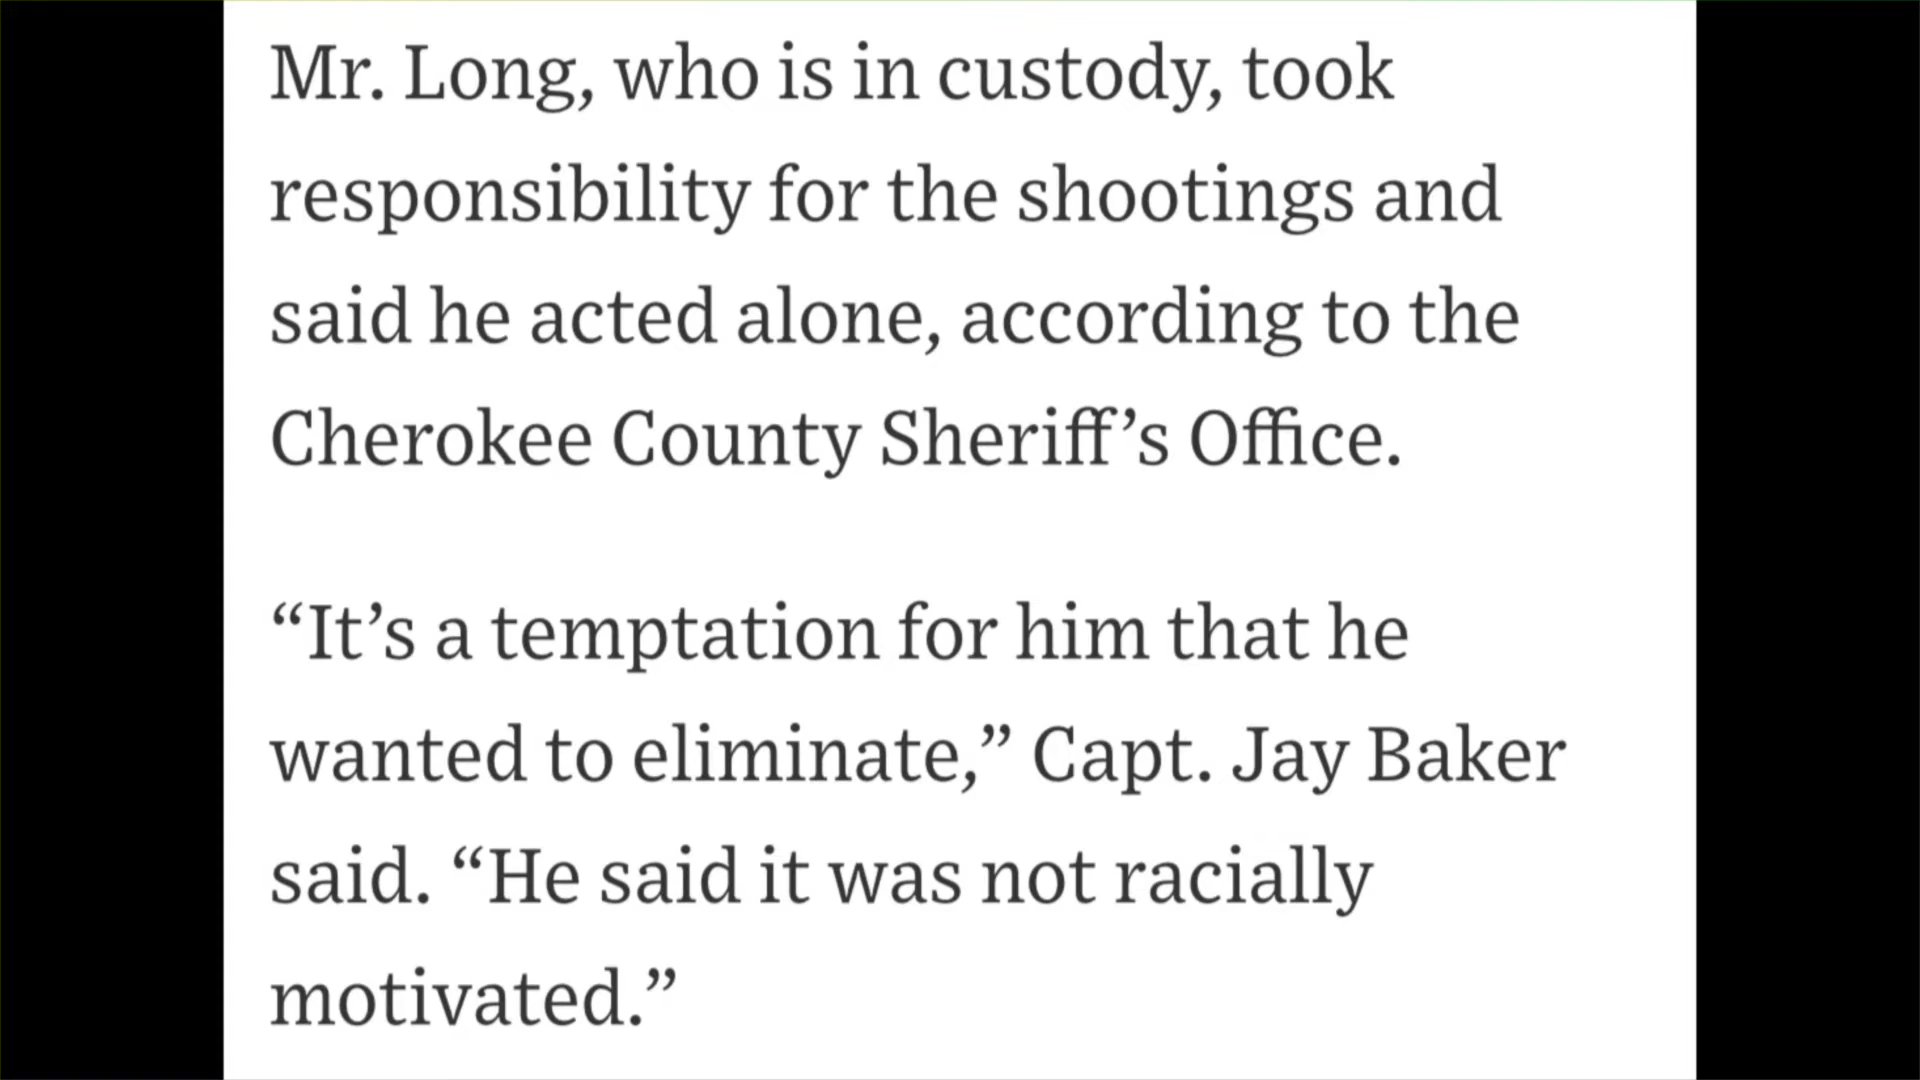 Mr. Long, who is in custody, took
responsibility for the shootings and
said he acted alone, according to the
Cherokee County Sheriff’s Office.
“It’s a temptation for him that he
wanted to eliminate,” Capt. Jay Baker
said. “He said it was not racially
motivated.”